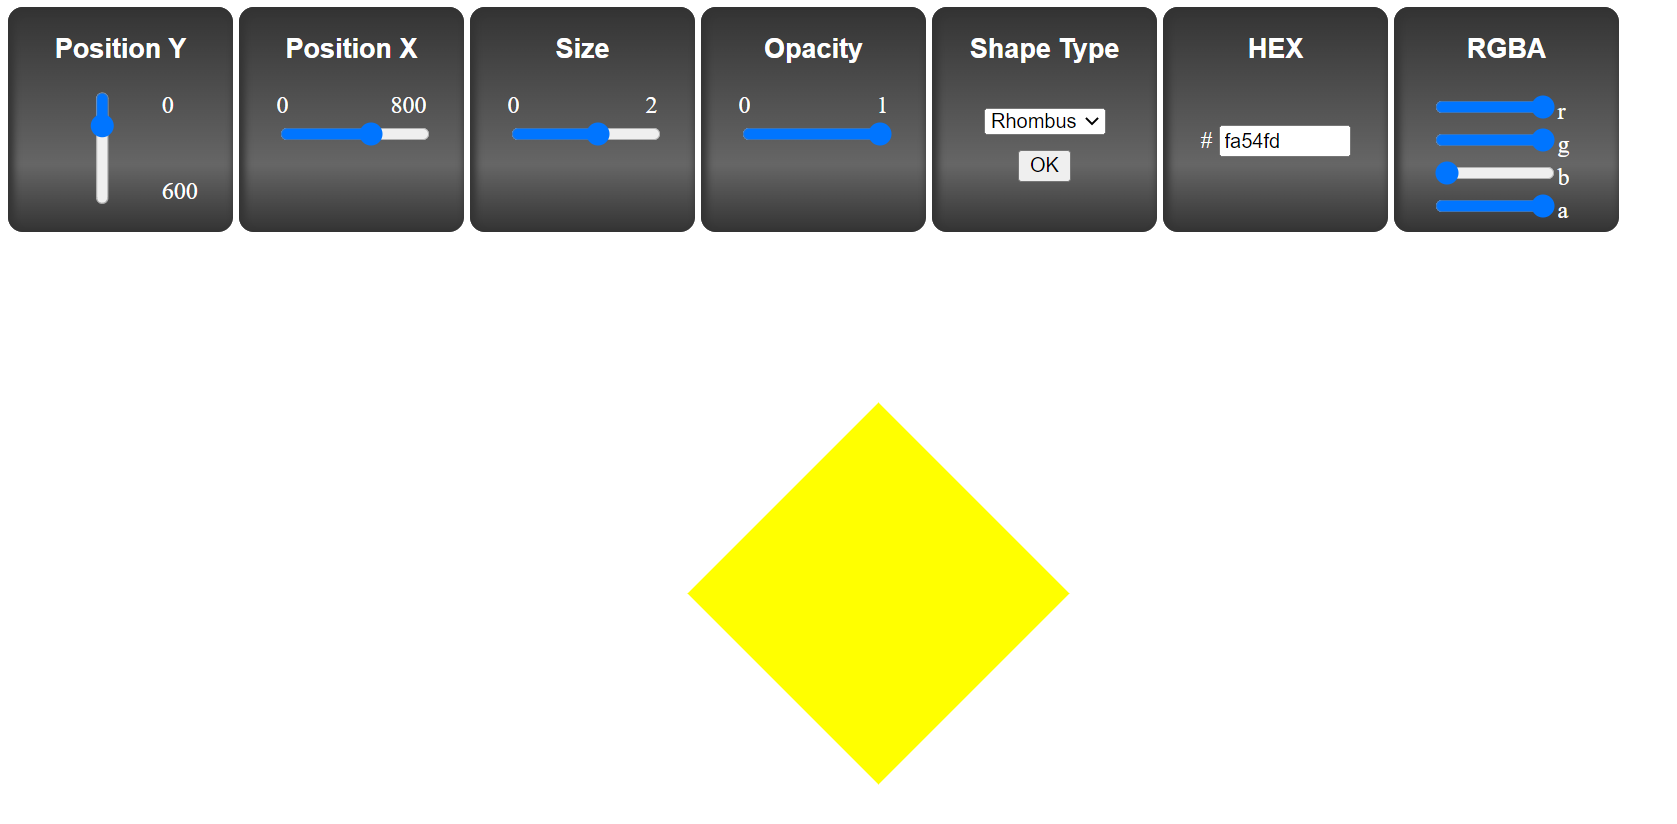 Position Y
0
600
Position X
0 800
Size
0 2
Opacity
0 1
Shape Type
Rhombus
OK
HEX
# fa54fd
RGBA
r
g
b
a